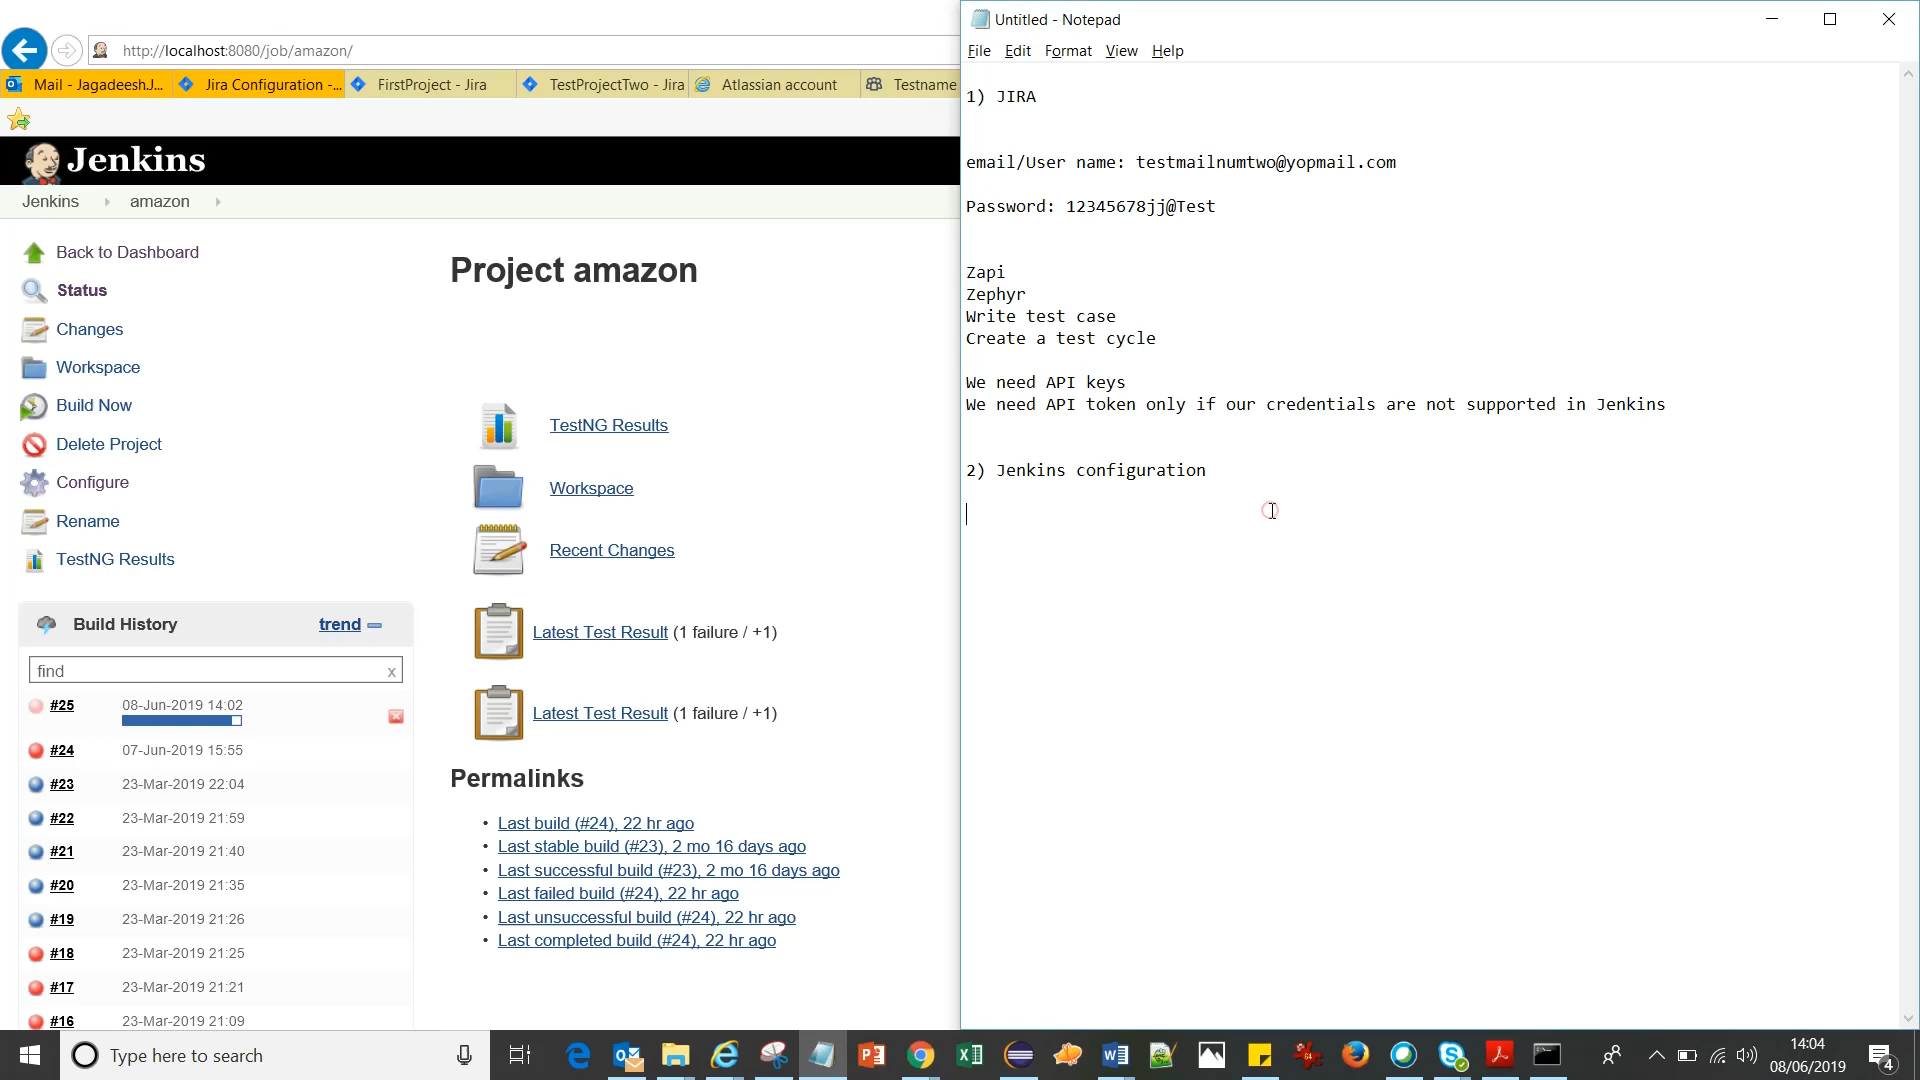 Untitled - Notepad
File Edit Format View Help
http://localhost:8080/job/amazon/
Mail - Jagadeesh.J...
Jira Configuration -...
FirstProject - Jira
TestProjectTwo - Jira
Atlassian account
Testname
Jenkins
Jenkins amazon
Back to Dashboard
Status
Changes
Workspace
Build Now
Delete Project
Configure
Rename
TestNG Results
Build History trend
find x
#25 08-Jun-2019 14:02
#24 07-Jun-2019 15:55
#23 23-Mar-2019 22:04
#22 23-Mar-2019 21:59
#21 23-Mar-2019 21:40
#20 23-Mar-2019 21:35
#19 23-Mar-2019 21:26
#18 23-Mar-2019 21:25
#17 23-Mar-2019 21:21
#16 23-Mar-2019 21:09
Project amazon
TestNG Results
Workspace
Recent Changes
Latest Test Result (1 failure / +1)
Latest Test Result (1 failure / +1)
Permalinks
• Last build (#24), 22 hr ago
• Last stable build (#23), 2 mo 16 days ago
• Last successful build (#23), 2 mo 16 days ago
• Last failed build (#24), 22 hr ago
• Last unsuccessful build (#24), 22 hr ago
• Last completed build (#24), 22 hr ago
1) JIRA
email/User name: testmailnumtwo@yopmail.com
Password: 12345678jj@Test
Zapi
Zephyr
Write test case
Create a test cycle
We need API keys
We need API token only if our credentials are not supported in Jenkins
2) Jenkins configuration
Type here to search
64
14:04
08/06/2019
4